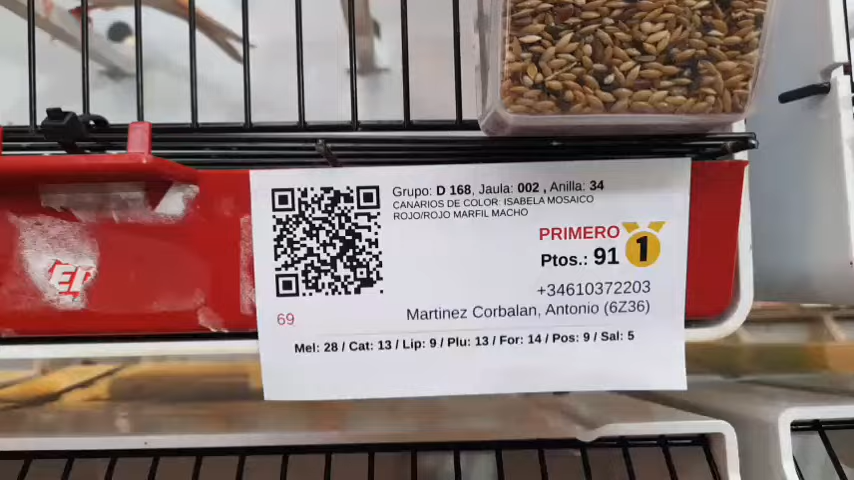 Grupo: D 168, Jaula: 002 , Anilla: 34
CANARIOS DE COLOR: ISABELA MOSAICO
ROJO/ROJO MARFIL MACHO
PRIMERO
1
Ptos.: 91
+34610372203
69
Martinez Corbalan, Antonio (6Z36)
Mel: 28 / Cat: 13 / Lip: 9 / Plu: 13 / For: 14 / Pos: 9 / Sal: 5